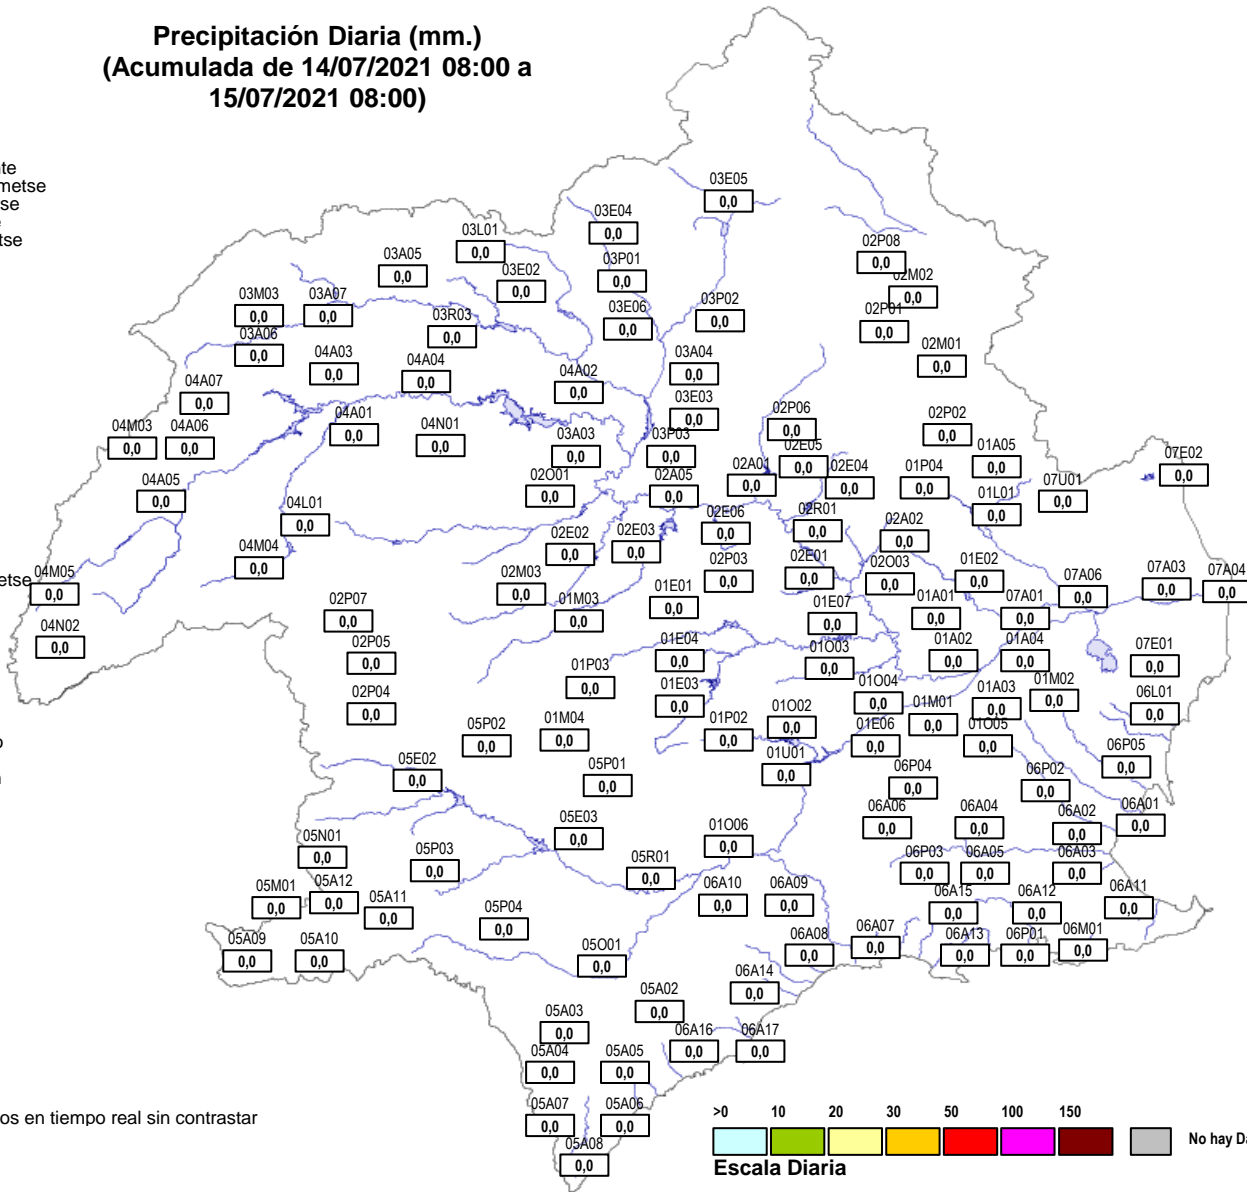 Precipitación Diaria (mm.)
(Acumulada de 14/07/2021 08:00 a
15/07/2021 08:00)
te
metse
se
tse
03E05
0,0
03E04
0,0
03L01
0,0
03A05
0,0
03P01
0,0
03E02
0,0
02P08
0,0
02M02
0,0
03M03
0,0
03A07
0,0
03R03
0,0
03E06
0,0
03P02
0,0
02P01
0,0
03A06
0,0
04A03
0,0
04A04
0,0
04A02
0,0
03A04
0,0
02M01
0,0
04A07
0,0
03E03
0,0
04M03
0,0
04A06
0,0
04A01
0,0
04N01
0,0
03A03
0,0
03P03
0,0
02P06
0,0
02P02
0,0
02E05
0,0
01A05
0,0
07E02
0,0
04A05
0,0
02O01
0,0
02A05
0,0
02A01
0,0
02E04
0,0
01P04
0,0
07U01
0,0
01L01
0,0
04L01
0,0
02E06
0,0
02R01
0,0
02A02
0,0
04M04
0,0
02E02
0,0
02E03
0,0
metse
04M05
0,0
02M03
0,0
02P03
0,0
02E01
0,0
02O03
0,0
01E02
0,0
07A06
0,0
07A03
0,0
07A04
0,0
02P07
0,0
01M03
0,0
01E01
0,0
01E07
0,0
01A01
0,0
07A01
0,0
04N02
0,0
02P05
0,0
01E04
0,0
01O03
0,0
01A02
0,0
01A04
0,0
07E01
0,0
01P03
0,0
02P04
0,0
01E03
0,0
01O04
0,0
01M01
0,0
01A03
0,0
01M02
0,0
06L01
0,0
05P02
0,0
01M04
0,0
01P02
0,0
01O02
0,0
01E06
0,0
01O05
0,0
05E02
0,0
05P01
0,0
01U01
0,0
06P04
0,0
06P02
0,0
06P05
0,0
05E03
0,0
01O06
0,0
06A06
0,0
06A04
0,0
06A02
0,0
06A01
0,0
05N01
0,0
05P03
0,0
05R01
0,0
06P03
0,0
06A05
0,0
06A03
0,0
05M01
0,0
05A12
0,0
05A11
0,0
06A10
0,0
06A09
0,0
06A15
0,0
06A12
0,0
06A11
0,0
05P04
0,0
05A09
0,0
05A10
0,0
05O01
0,0
06A08
0,0
06A07
0,0
06A13
0,0
06P01
0,0
06M01
0,0
06A14
0,0
05A02
0,0
05A03
0,0
06A16
0,0
06A17
0,0
05A04
0,0
05A05
0,0
05A07
0,0
05A06
0,0
05A08
0,0
os en tiempo real sin contrastar
>0 10 20 30 50 100 150
No hay Da
Escala Diaria